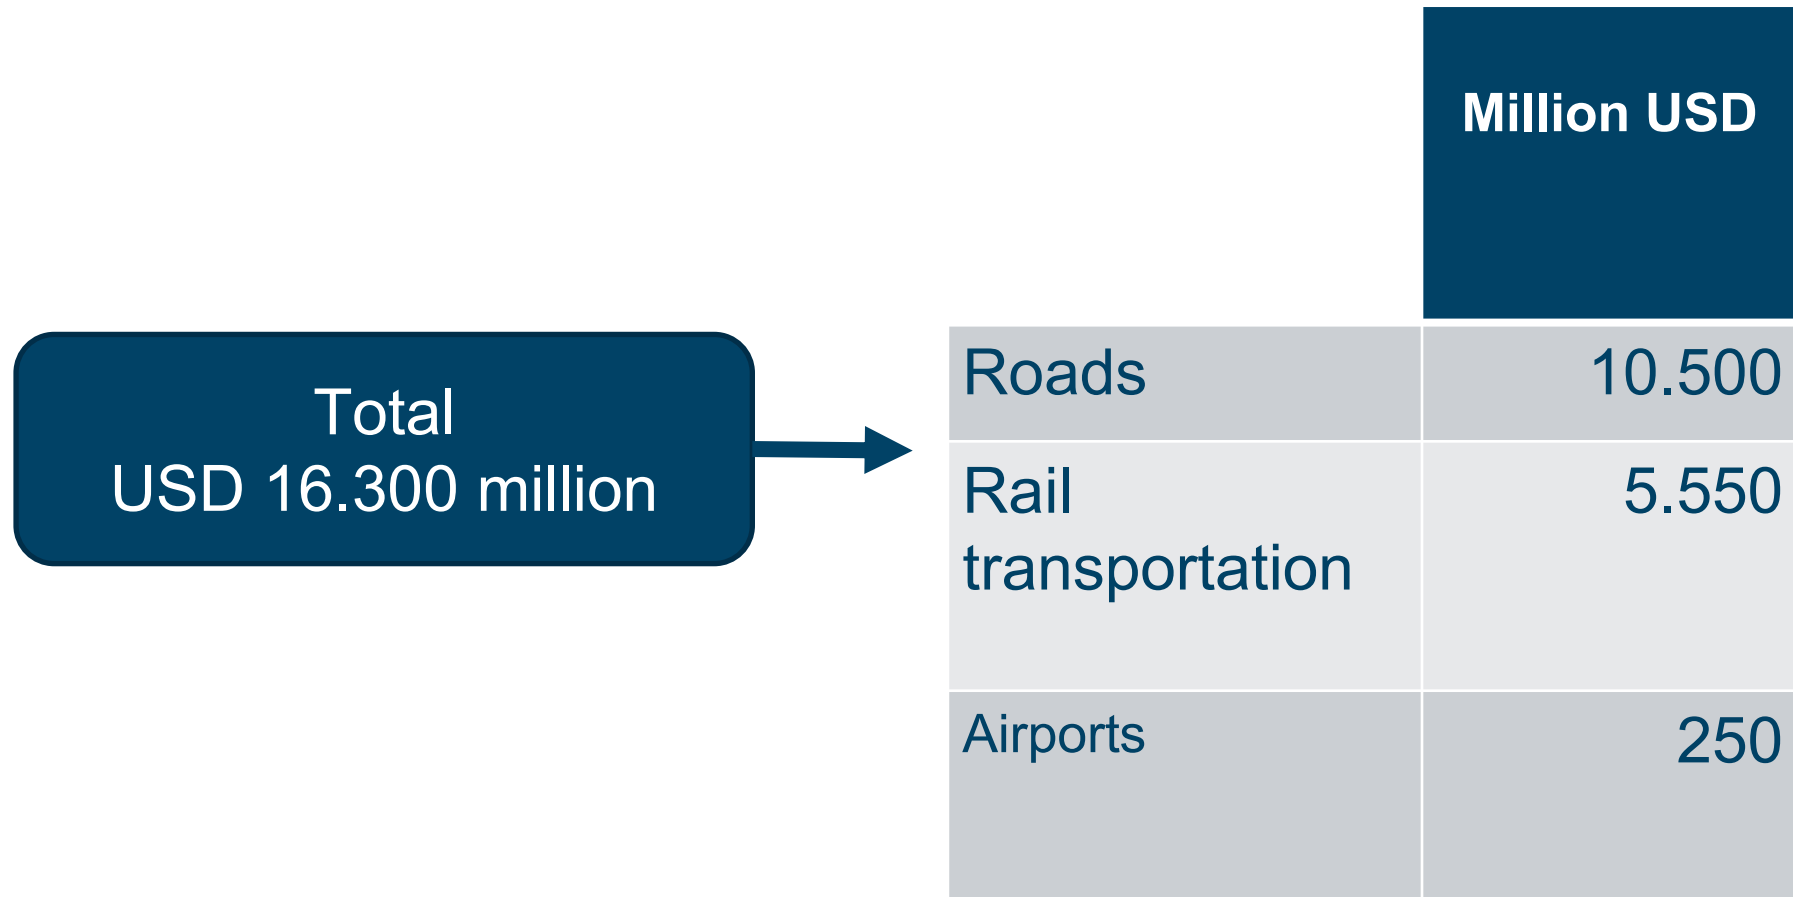 Million USD
Total
USD 16.300 million
Roads 10.500
Rail 5.550
transportation
Airports 250